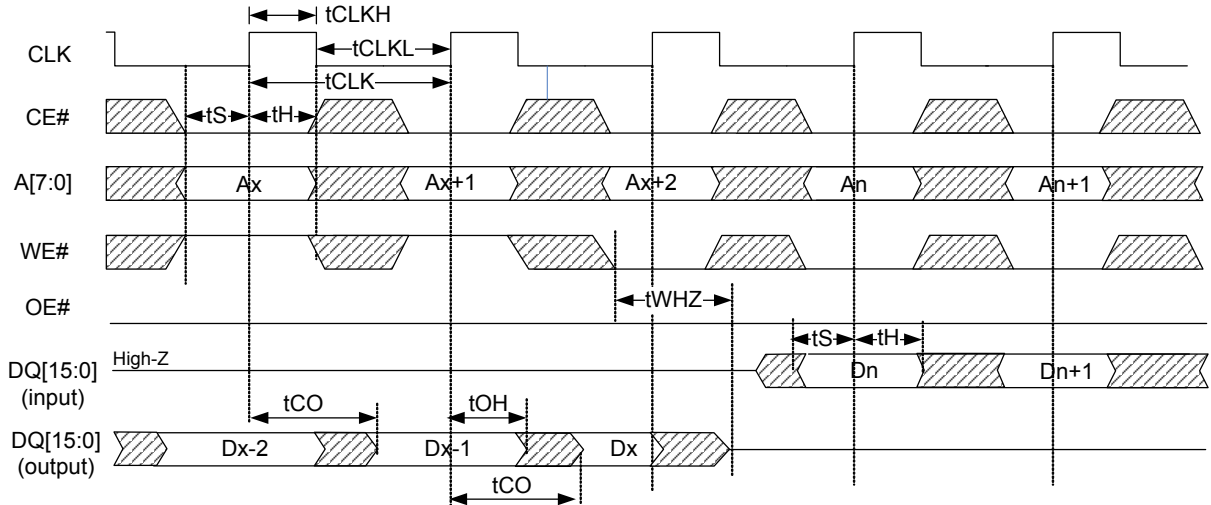 tCLKH
CLK
tCLKL
tCLK
CE#
tS
tH
A[7:0]
Ax
Ax+1
Ax+2
An
An+1
WE#
OE#
tWHZ
tS
tH
High-Z
DQ[15:0]
(input)
Dn
Dn+1
tCO
tOH
DQ[15:0]
(output)
Dx-2
Dx-1
Dx
tCO